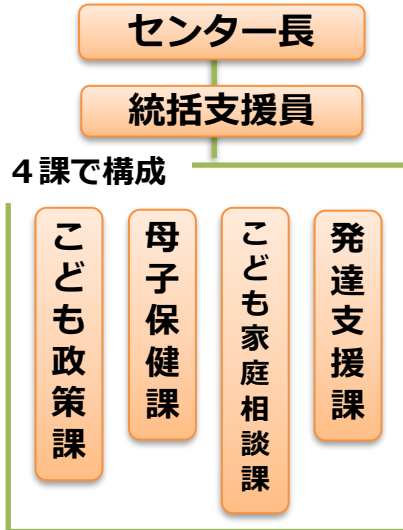 センター長
統括支援員
４課で構成
こども政策課
母子保健課
こども家庭相談課
発達支援課